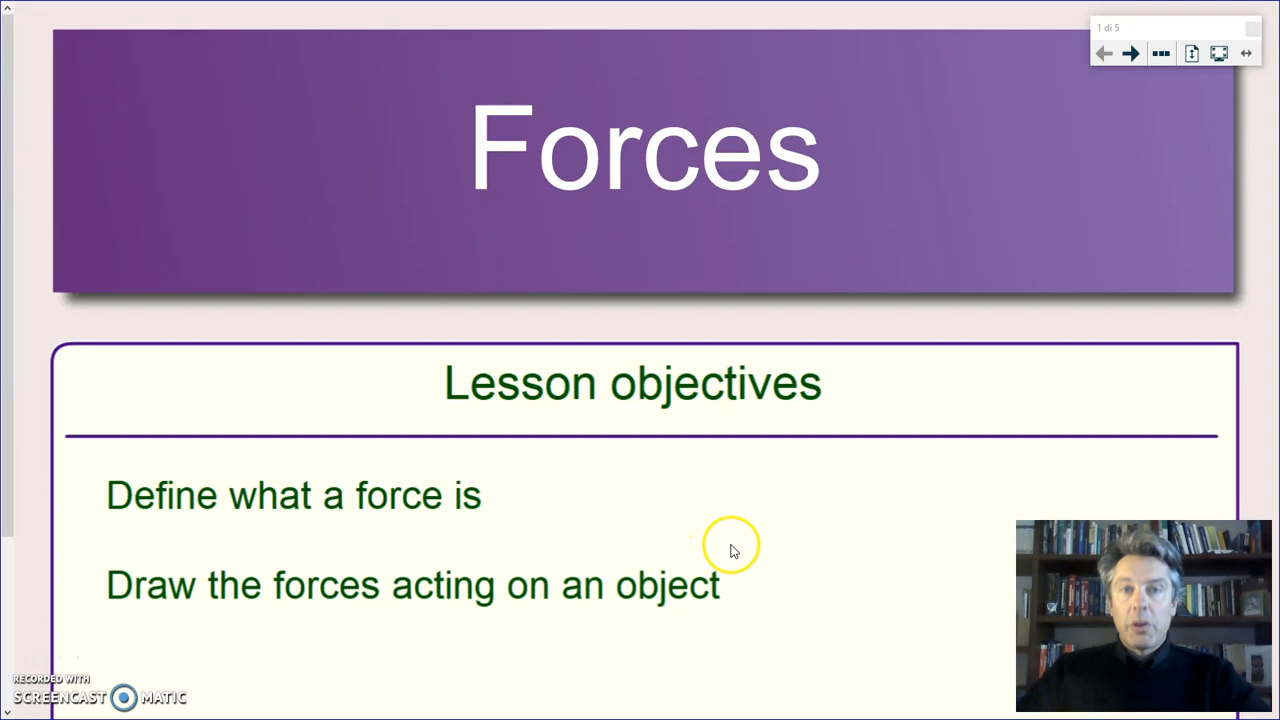 1 di 5
Forces
Lesson objectives
Define what a force is
Draw the forces acting on an object
RECORDED WITH
SCREENCAST MATIC